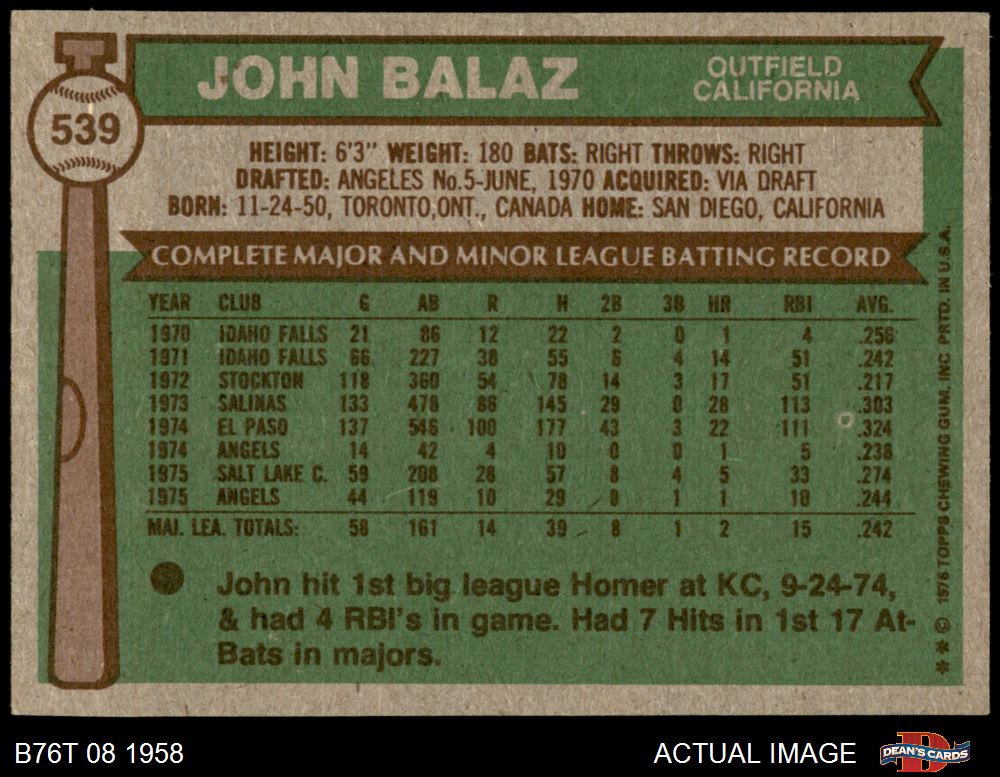 JOHN BALAZ
OUTFIELD
CALIFORNIA
539
HEIGHT: 6'3" WEIGHT: 180 BATS: RIGHT THROWS: RIGHT
DRAFTED: ANGELES No.5-JUNE, 1970 ACQUIRED: VIA DRAFT
BORN: 11-24-50, TORONTO,ONT., CANADA HOME: SAN DIEGO, CALIFORNIA
COMPLETE MAJOR AND MINOR LEAGUE BATTING RECORD
YEAR CLUB G AB R H 2B 3B HR RBI AVG.
1970 IDAHO FALLS 21 86 12 22 2 0 1 4 .256
1971 IDAHO FALLS 66 227 38 55 6 4 14 51 .242
1972 STOCKTON 118 360 54 78 14 3 17 51 .217
1973 SALINAS 133 478 86 145 29 0 28 113 .303
1974 EL PASO 137 546 100 177 43 3 22 111 .324
1974 ANGELS 14 42 4 10 0 0 1 5 .238
1975 SALT LAKE C. 59 208 28 57 8 4 5 33 .274
1975 ANGELS 44 119 10 29 1 1 10 .244
MAJ. LEA. TOTALS: 58 161 14 39 8 1 2 15 .242
John hit 1st big league Homer at KC, 9-24-74,
& had 4 RBI's in game. Had 7 Hits in 1st 17 At-
Bats in majors.
* * © 1976 TOPPS CHEWING GUM, INC. PRTD. IN U.S.A.
B76T 08 1958
ACTUAL IMAGE
DEAN'S CARDS